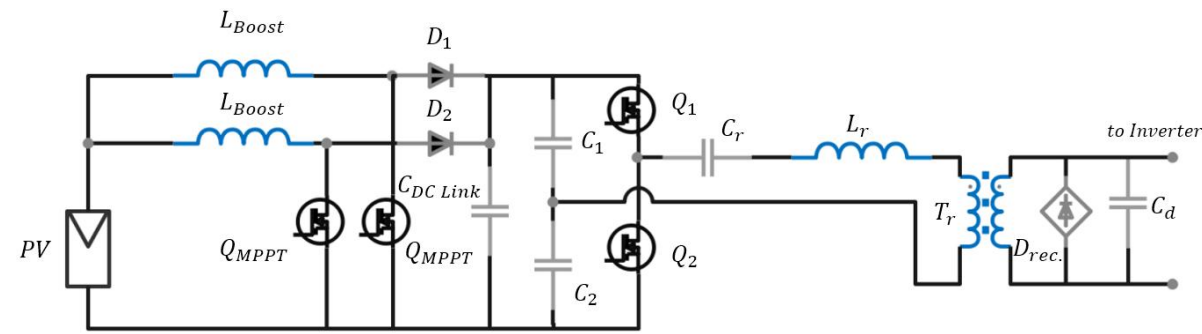 L_Boost
D_1
L_Boost
D_2
Q_1
C_r
L_r
to Inverter
C_1
C_DC Link
PV
Q_MPPT
Q_MPPT
Q_2
T_r
C_d
D_rec.
C_2